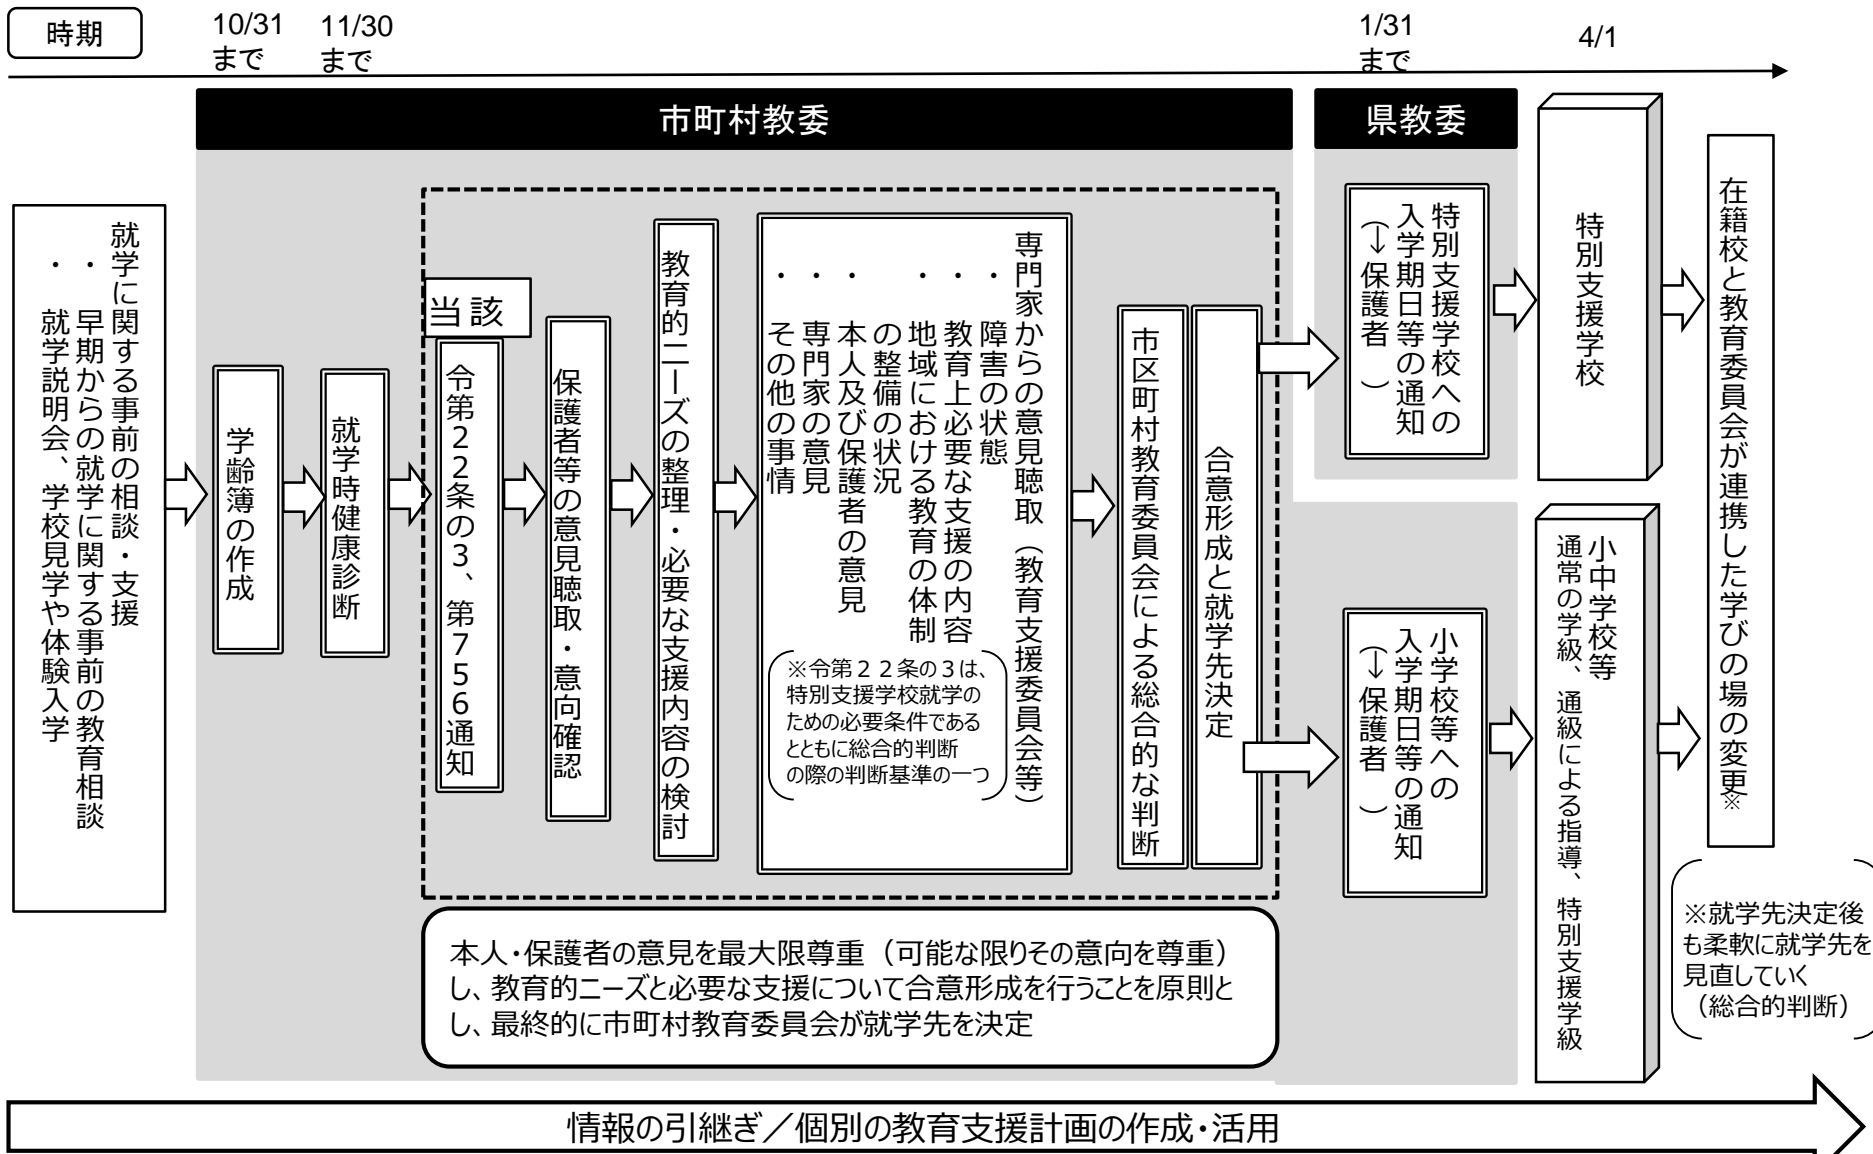 時期
10/31
まで
11/30
まで
1/31
まで
4/1
市町村教委
県教委
就学に関する事前の相談・支援
・早期からの就学に関する事前の教育相談
・就学説明会、学校見学や体験入学
学齢簿の作成
就学時健康診断
当該
令第22条の3、第756通知
保護者等の意見聴取・意向確認
教育的ニーズの整理・必要な支援内容の検討
専門家からの意見聴取（教育支援委員会等）
・障害の状態
・教育上必要な支援の内容
・地域における教育の体制
の整備の状況
・本人及び保護者の意見
・専門家の意見
・その他の事情
※令第２２条の３は、
特別支援学校就学の
ための必要条件である
とともに総合的判断
の際の判断基準の一つ
市区町村教育委員会による総合的な判断
合意形成と就学先決定
特別支援学校への
入学期日等の通知
（→保護者）
小学校等への
入学期日等の通知
（→保護者）
特別支援学校
小中学校等
通常の学級、通級による指導、特別支援学級
在籍校と教育委員会が連携した学びの場の変更※
※就学先決定後
も柔軟に就学先を
見直していく
（総合的判断）
本人・保護者の意見を最大限尊重（可能な限りその意向を尊重）
し、教育的ニーズと必要な支援について合意形成を行うことを原則と
し、最終的に市町村教育委員会が就学先を決定
情報の引継ぎ／個別の教育支援計画の作成・活用